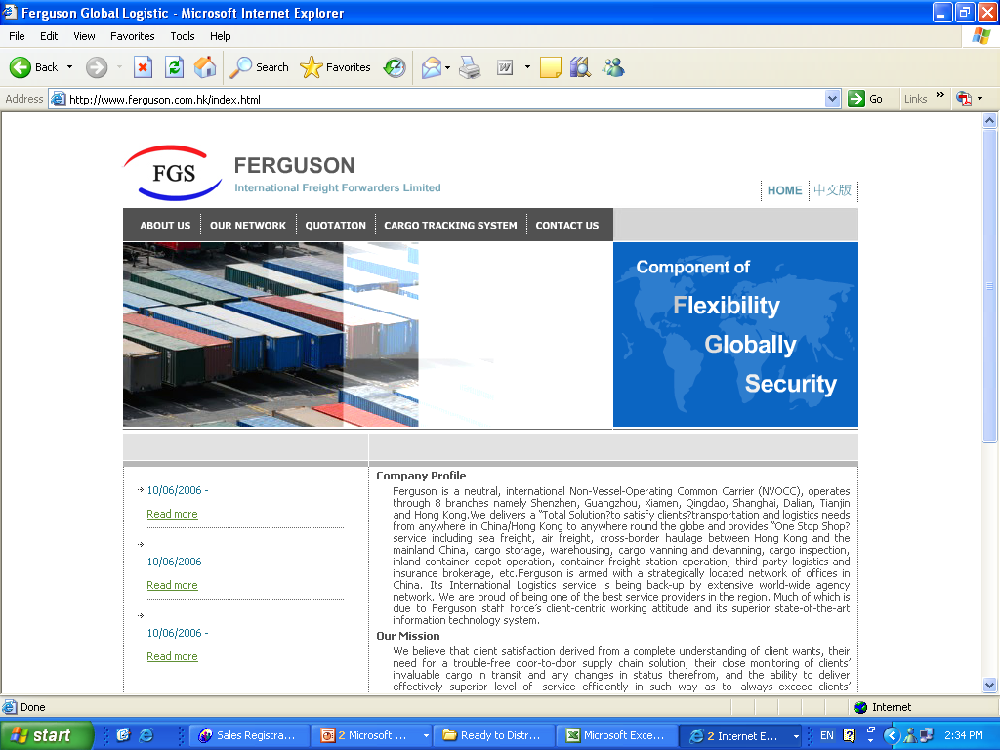 Ferguson Global Logistic - Microsoft Internet Explorer
File Edit View Favorites Tools Help
Back Search Favorites
Address http://www.ferguson.com.hk/index.html Go Links »
FGS
FERGUSON
International Freight Forwarders Limited
HOME 中文版
ABOUT US OUR NETWORK QUOTATION CARGO TRACKING SYSTEM CONTACT US
Component of
Flexibility
Globally
Security
10/06/2006 -
Read more
10/06/2006 -
Read more
10/06/2006 -
Read more
Company Profile
Ferguson is a neutral, international Non-Vessel-Operating Common Carrier (NVOCC), operates
through 8 branches namely Shenzhen, Guangzhou, Xiamen, Qingdao, Shanghai, Dalian, Tianjin
and Hong Kong.We delivers a “Total Solution?to satisfy clients?transportation and logistics needs
from anywhere in China/Hong Kong to anywhere round the globe and provides “One Stop Shop?
service including sea freight, air freight, cross-border haulage between Hong Kong and the
mainland China, cargo storage, warehousing, cargo vanning and devanning, cargo inspection,
inland container depot operation, container freight station operation, third party logistics and
insurance brokerage, etc.Ferguson is armed with a strategically located network of offices in
China. Its International Logistics service is being back-up by extensive world-wide agency
network. We are proud of being one of the best service providers in the region. Much of which is
due to Ferguson staff force’s client-centric working attitude and its superior state-of-the-art
information technology system.
Our Mission
We believe that client satisfaction derived from a complete understanding of client wants, their
need for a trouble-free door-to-door supply chain solution, their close monitoring of clients’
invaluable cargo in transit and any changes in status therefrom, and the ability to deliver
effectively superior level of service efficiently in such way as to always exceed clients’
Done Internet
start Sales Registra... 2 Microsoft ... Ready to Distr... Microsoft Exce... 2 Internet E... EN 2:34 PM